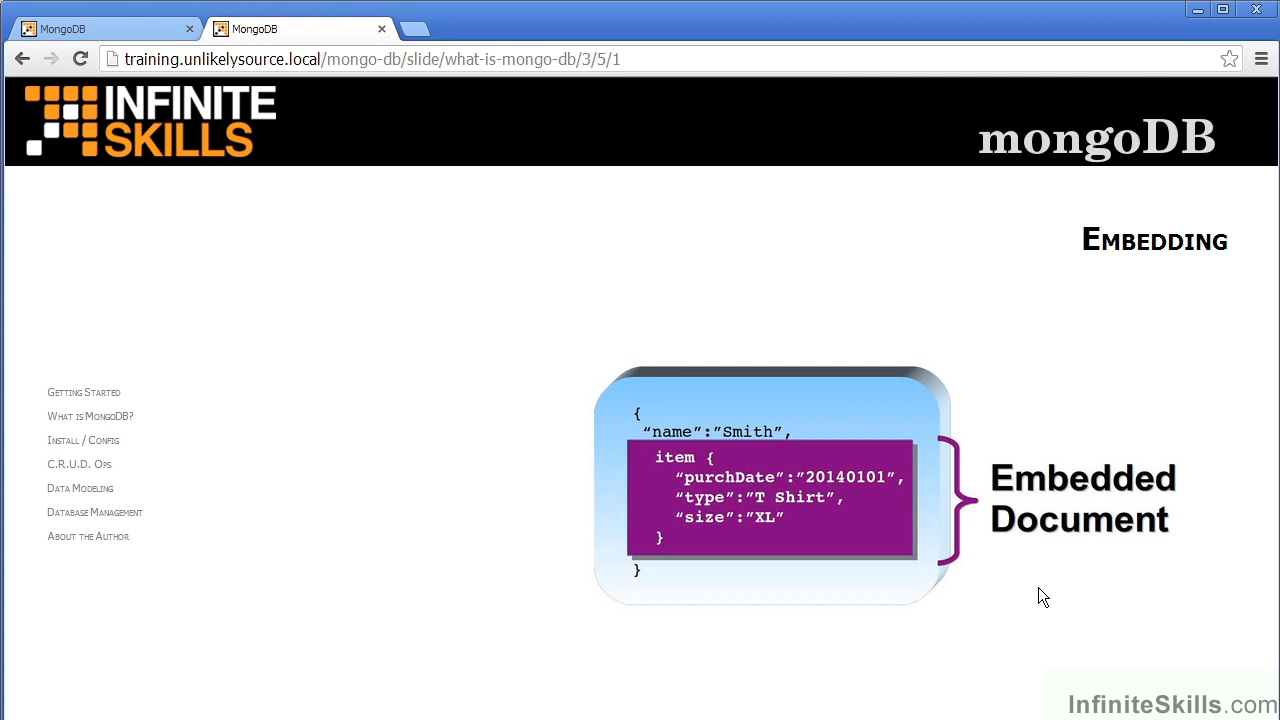 MongoDB
MongoDB
training.unlikelysource.local/mongo-db/slide/what-is-mongo-db/3/5/1
INFINITE
SKILLS
mongoDB
EMBEDDING
GETTING STARTED
WHAT IS MONGODB?
INSTALL / CONFIG
C.R.U.D. OPS
DATA MODELING
DATABASE MANAGEMENT
ABOUT THE AUTHOR
{
“name”:”Smith”,
item {
“purchDate”:”20140101”,
“type”:”T Shirt”,
“size”:”XL”
}
}
Embedded
Document
InfiniteSkills.com